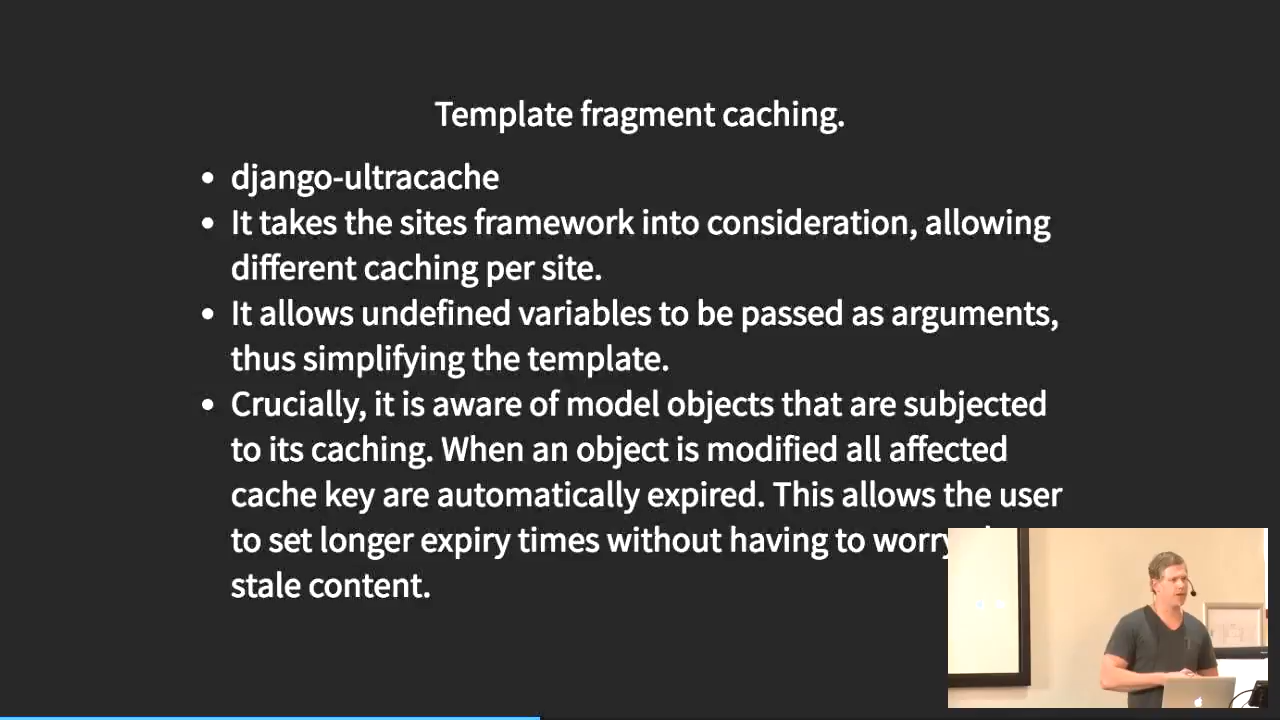 Template fragment caching.
• django-ultracache
• It takes the sites framework into consideration, allowing
different caching per site.
• It allows undefined variables to be passed as arguments,
thus simplifying the template.
• Crucially, it is aware of model objects that are subjected
to its caching. When an object is modified all affected
cache key are automatically expired. This allows the user
to set longer expiry times without having to worry
stale content.